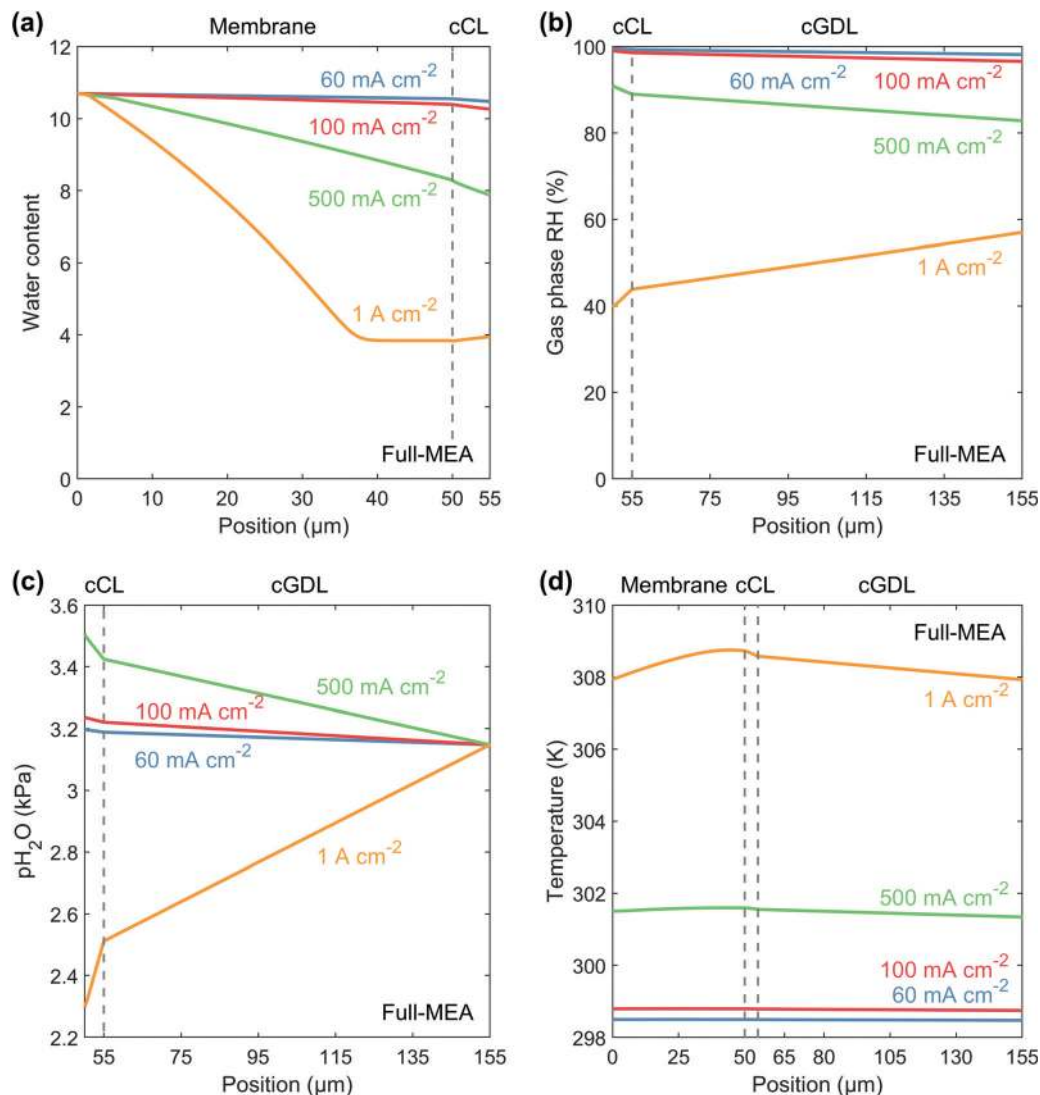 (a)
Membrane cCL
12
10
8
6
4
2
0
Water content
60 mA cm⁻²
100 mA cm⁻²
500 mA cm⁻²
1 A cm⁻²
Full-MEA
0 10 20 30 40 50 55
Position (µm)
(b)
cCL cGDL
100
80
60
40
20
0
Gas phase RH (%)
60 mA cm⁻²
100 mA cm⁻²
500 mA cm⁻²
1 A cm⁻²
Full-MEA
55 75 95 115 135 155
Position (µm)
(c)
cCL cGDL
3.6
3.4
3.2
3
2.8
2.6
2.4
2.2
pH₂O (kPa)
500 mA cm⁻²
100 mA cm⁻²
60 mA cm⁻²
1 A cm⁻²
Full-MEA
55 75 95 115 135 155
Position (µm)
(d)
Membrane cCL cGDL
310
308
306
304
302
300
298
Temperature (K)
Full-MEA
1 A cm⁻²
500 mA cm⁻²
100 mA cm⁻²
60 mA cm⁻²
0 25 50 65 80 105 130 155
Position (µm)